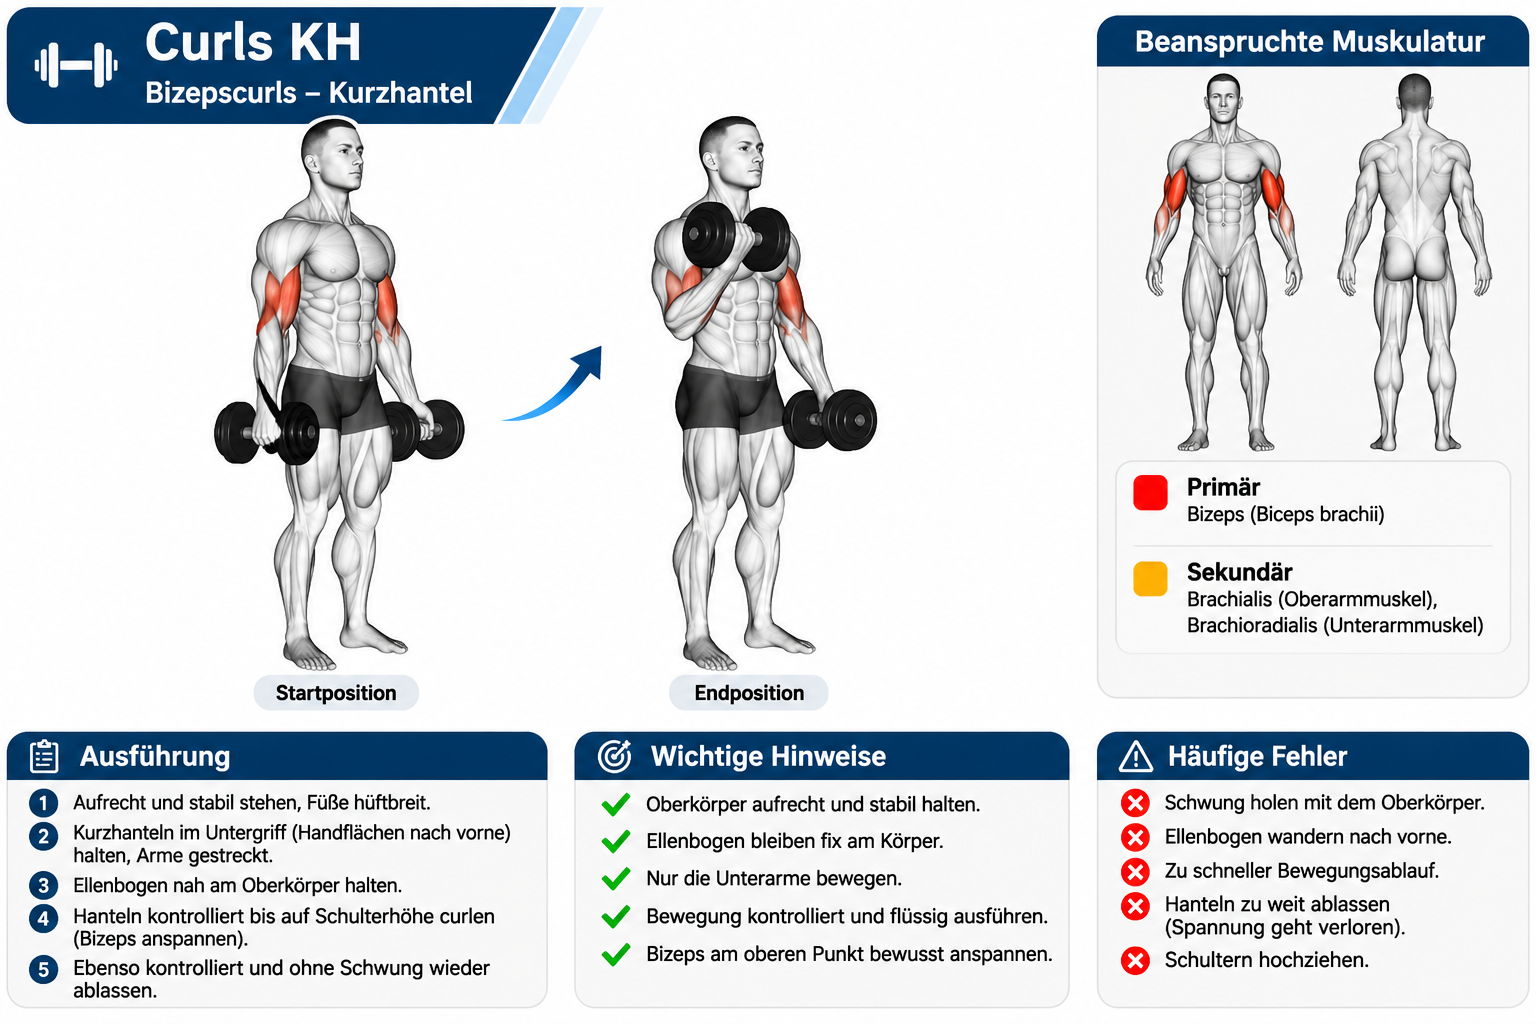 Curls KH
Bizepscurls – Kurzhantel
Beanspruchte Muskulatur
Primär
Bizeps (Biceps brachii)
Sekundär
Brachialis (Oberarmmuskel),
Brachioradialis (Unterarmmuskel)
Startposition
Endposition
Ausführung
1 Aufrecht und stabil stehen, Füße hüftbreit.
2 Kurzhanteln im Untergriff (Handflächen nach vorne)
halten, Arme gestreckt.
3 Ellenbogen nah am Oberkörper halten.
4 Hanteln kontrolliert bis auf Schulterhöhe curlen
(Bizeps anspannen).
5 Ebenso kontrolliert und ohne Schwung wieder
ablassen.
Wichtige Hinweise
Oberkörper aufrecht und stabil halten.
Ellenbogen bleiben fix am Körper.
Nur die Unterarme bewegen.
Bewegung kontrolliert und flüssig ausführen.
Bizeps am oberen Punkt bewusst anspannen.
Häufige Fehler
Schwung holen mit dem Oberkörper.
Ellenbogen wandern nach vorne.
Zu schneller Bewegungsablauf.
Hanteln zu weit ablassen
(Spannung geht verloren).
Schultern hochziehen.